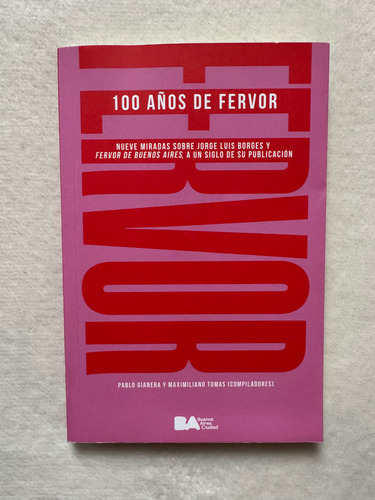 FERVOR
100 AÑOS DE FERVOR
NUEVE MIRADAS SOBRE JORGE LUIS BORGES Y
FERVOR DE BUENOS AIRES, A UN SIGLO DE SU PUBLICACIÓN
PABLO GIANERA Y MAXIMILIANO TOMAS (COMPILADORES)
BA Buenos
Aires
Ciudad